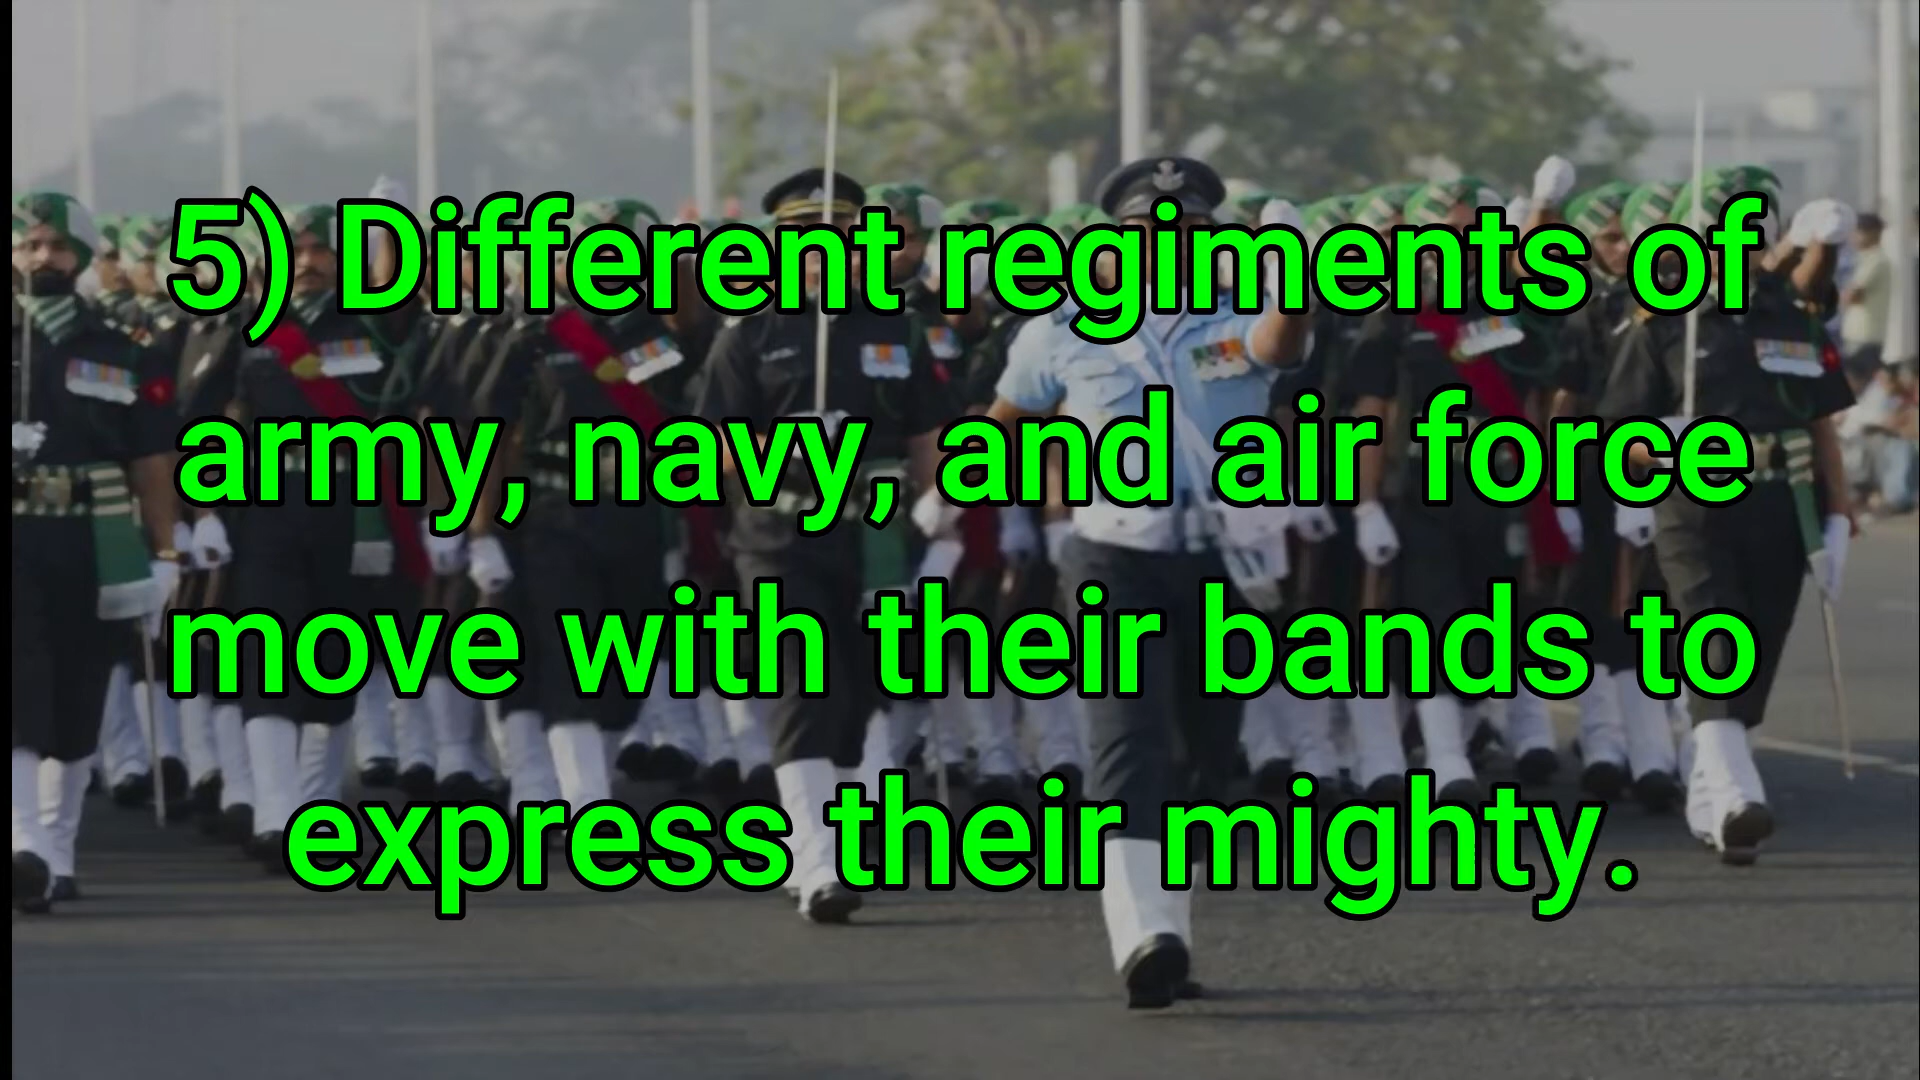 5) Different regiments of
army, navy, and air force
move with their bands to
express their mighty.